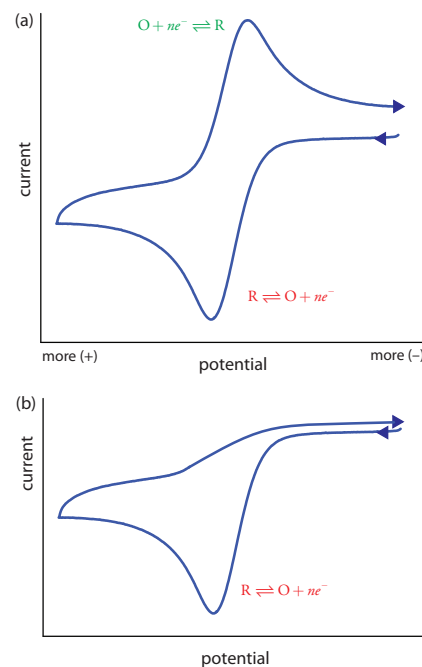 (a)
O + ne⁻ ⇌ R
current
R ⇌ O + ne⁻
more (+)
potential
more (–)
(b)
current
R ⇌ O + ne⁻
potential